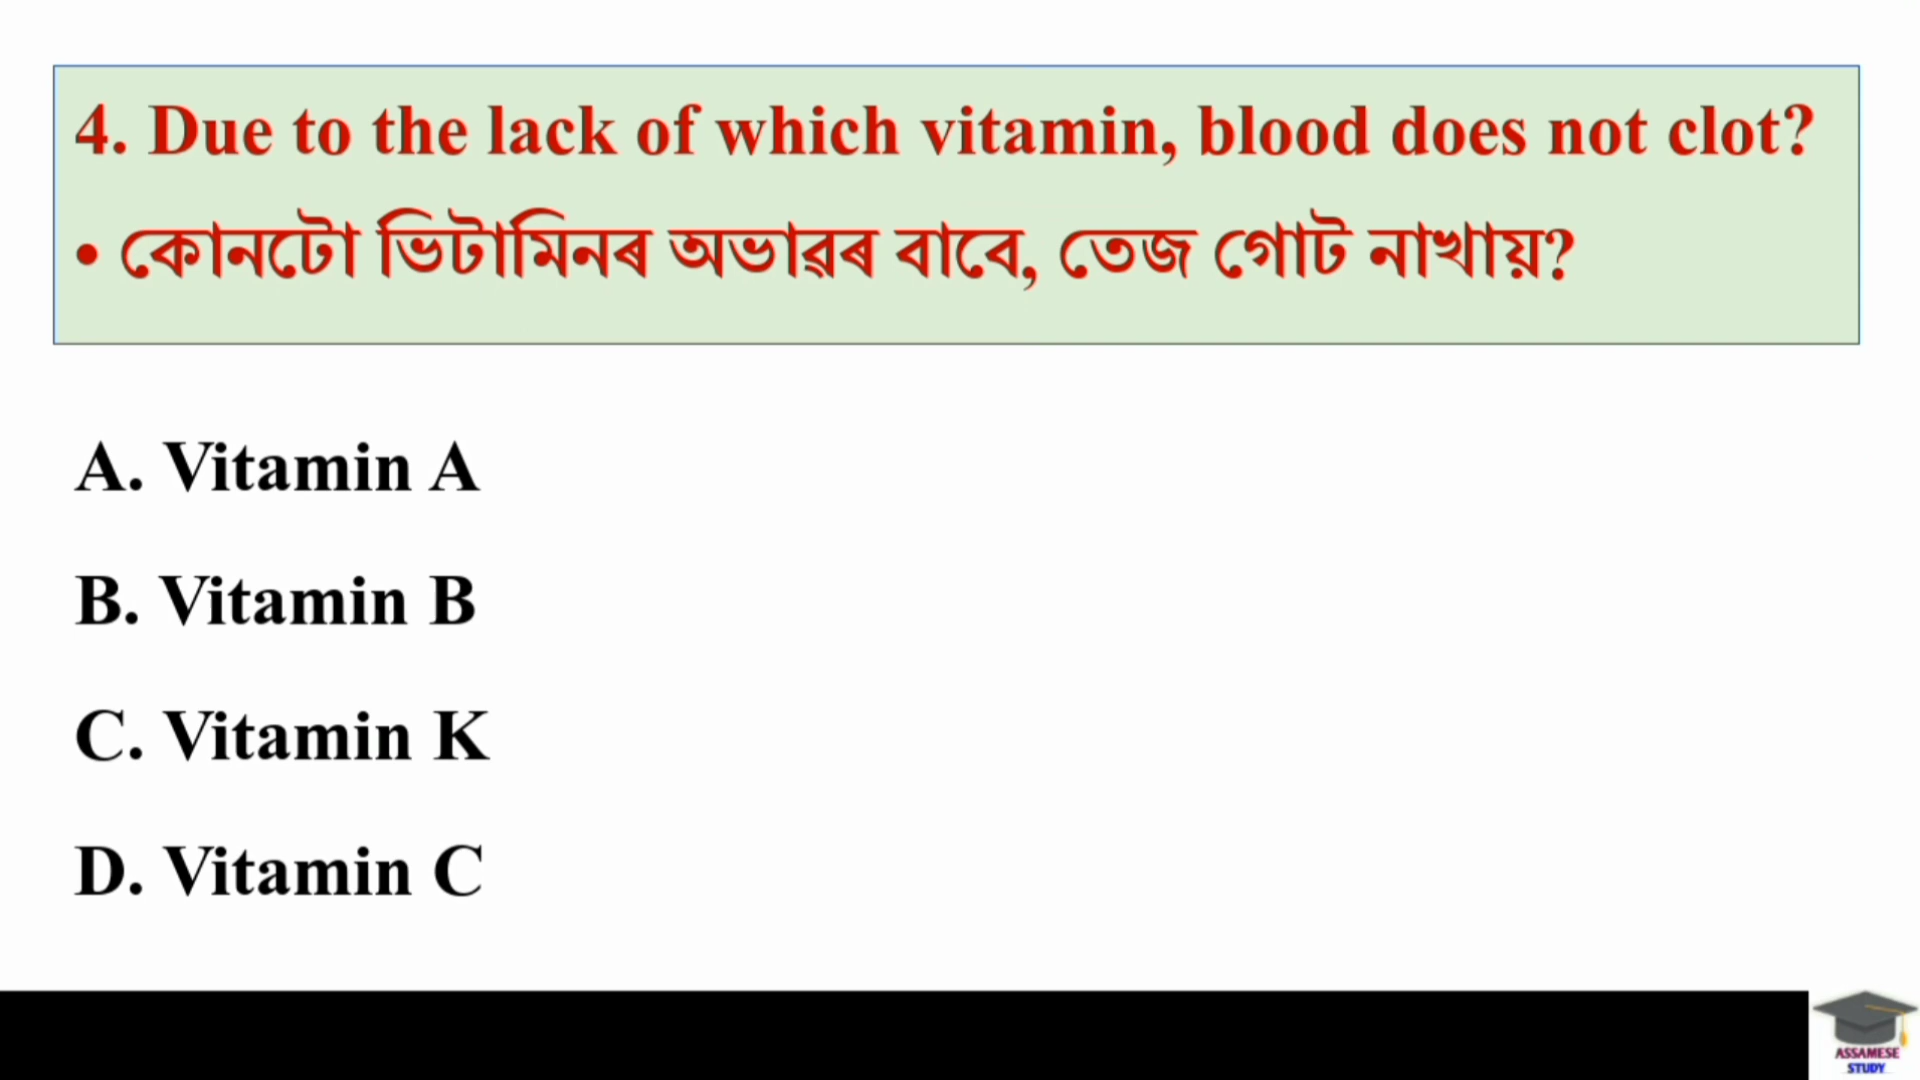 4. Due to the lack of which vitamin, blood does not clot?
• কোনটো ভিটামিনৰ অভাৱৰ বাবে, তেজ গোট নাখায়?
A. Vitamin A
B. Vitamin B
C. Vitamin K
D. Vitamin C
ASSAMESE
STUDY